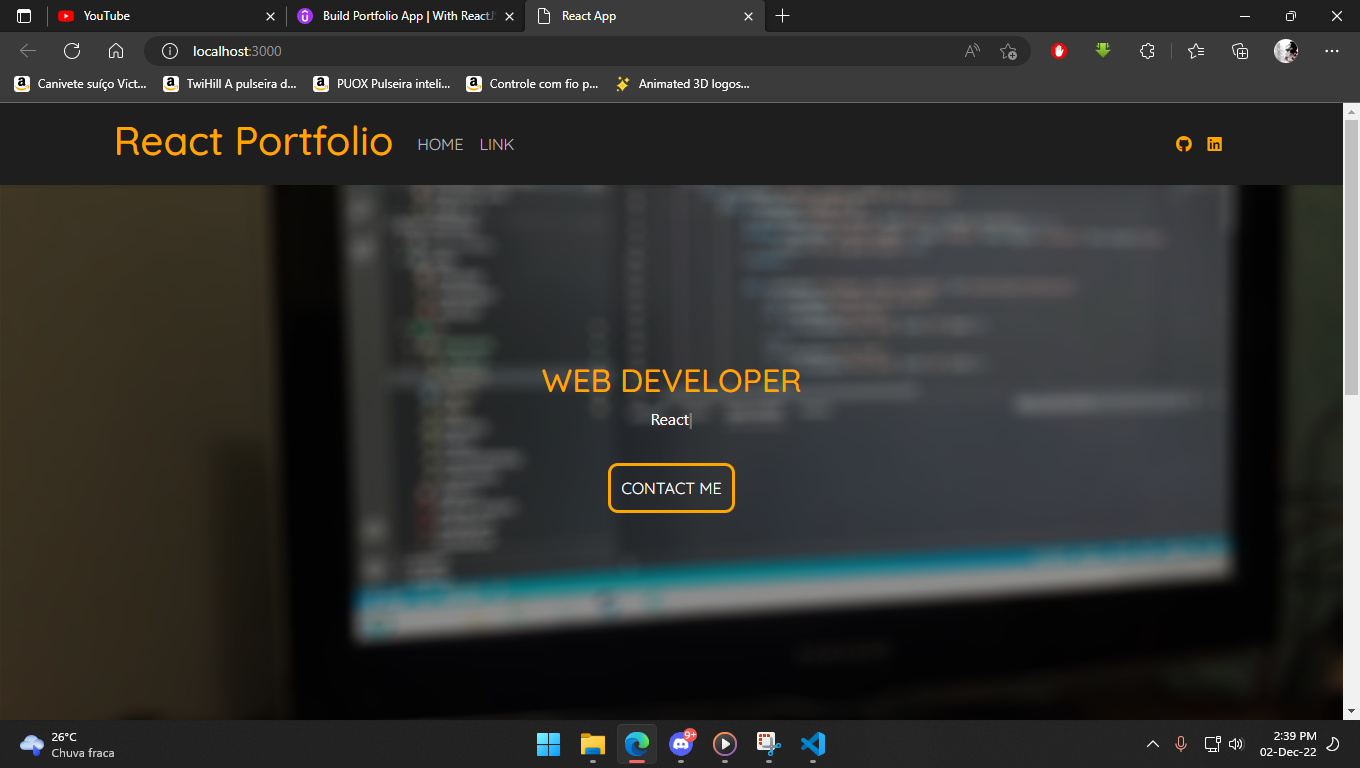 YouTube
Build Portfolio App | With ReactJ
React App
localhost:3000
Canivete suíço Vict...
TwiHill A pulseira d...
PUOX Pulseira inteli...
Controle com fio p...
Animated 3D logos...
React Portfolio
HOME
LINK
WEB DEVELOPER
React|
CONTACT ME
26°C
Chuva fraca
9+
2:39 PM
02-Dec-22